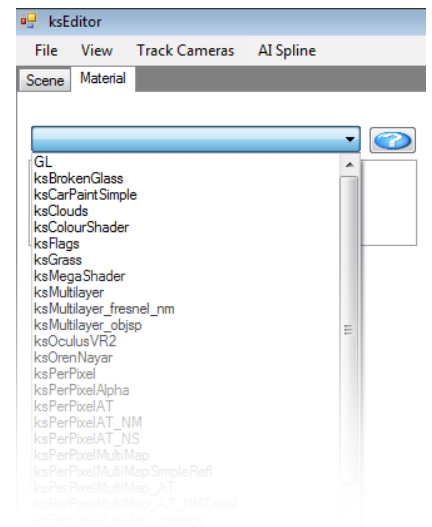 ksEditor
File View Track Cameras AI Spline
Scene Material
GL
ksBrokenGlass
ksCarPaintSimple
ksClouds
ksColourShader
ksFlags
ksGrass
ksMegaShader
ksMultilayer
ksMultilayer_fresnel_nm
ksMultilayer_objsp
ksOculusVR2
ksOrenNayar
ksPerPixel
ksPerPixelAlpha
ksPerPixelAT
ksPerPixelAT_NM
ksPerPixelAT_NS
ksPerPixelMultiMap
ksPerPixelMultiMapSimpleRefl
ksPerPixelMultiMap_AT
ksPerPixelMultiMap_AT_NMDetail